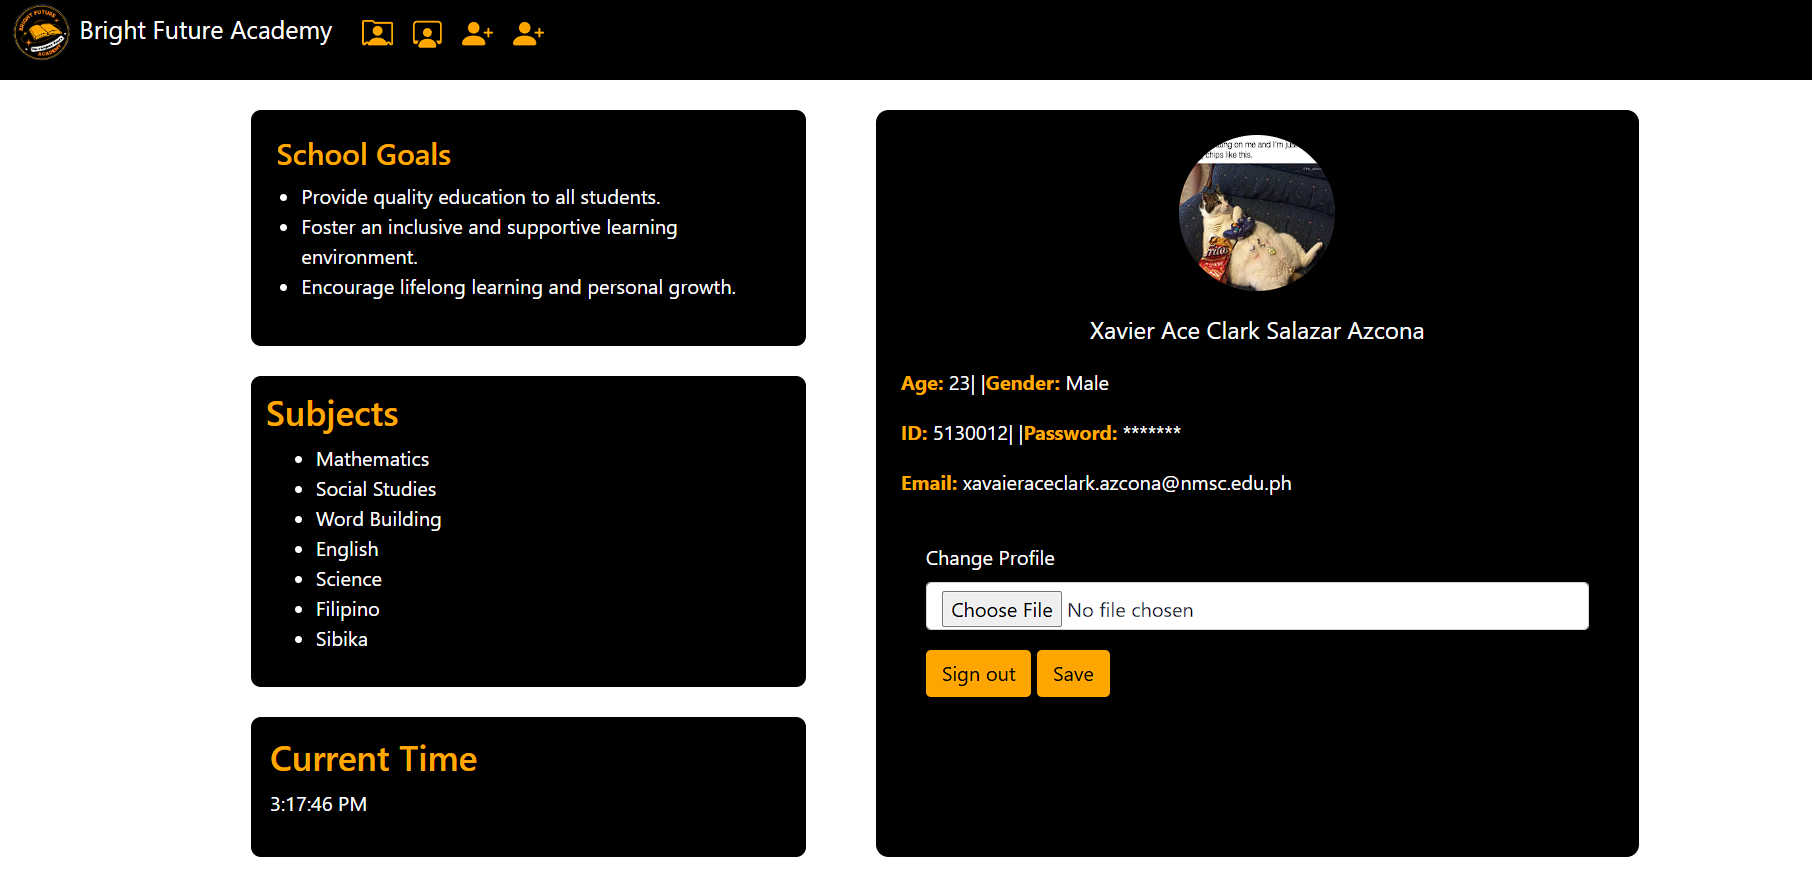 BRIGHT FUTURE
ACADEMY
Bright Future Academy
School Goals
Provide quality education to all students.
Foster an inclusive and supportive learning
environment.
Encourage lifelong learning and personal growth.
Subjects
Mathematics
Social Studies
Word Building
English
Science
Filipino
Sibika
Current Time
3:17:46 PM
on me and I'm
chips like this.
Xavier Ace Clark Salazar Azcona
Age: 23| |Gender: Male
ID: 5130012| |Password: *******
Email: xavaieraceclark.azcona@nmsc.edu.ph
Change Profile
Choose File No file chosen
Sign out Save